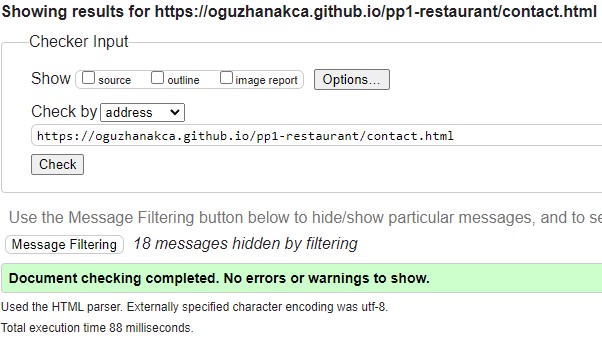 Showing results for https://oguzhanakca.github.io/pp1-restaurant/contact.html
Checker Input
Show source outline image report Options...
Check by address
https://oguzhanakca.github.io/pp1-restaurant/contact.html
Check
Use the Message Filtering button below to hide/show particular messages, and to se
Message Filtering 18 messages hidden by filtering
Document checking completed. No errors or warnings to show.
Used the HTML parser. Externally specified character encoding was utf-8.
Total execution time 88 milliseconds.